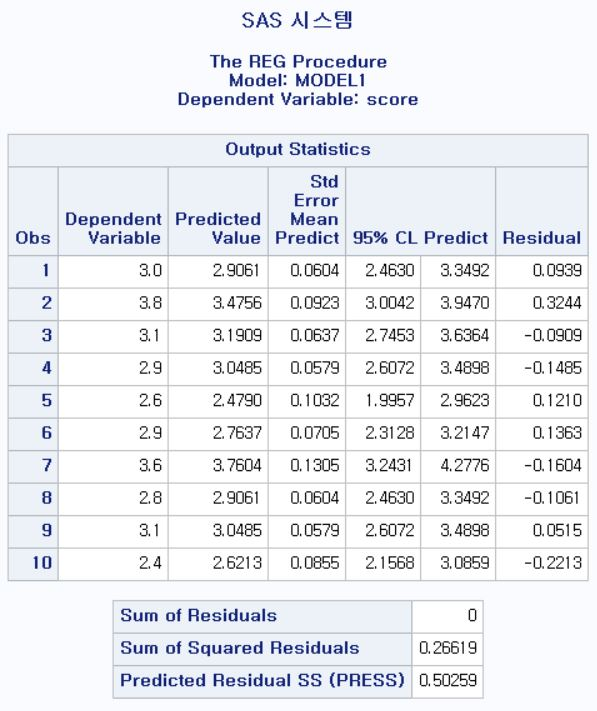 SAS 시스템
The REG Procedure
Model: MODEL1
Dependent Variable: score
Output Statistics
Obs Dependent Variable Predicted Value Std Error Mean Predict 95% CL Predict Residual
1 3.0 2.9061 0.0604 2.4630 3.3492 0.0939
2 3.8 3.4756 0.0923 3.0042 3.9470 0.3244
3 3.1 3.1909 0.0637 2.7453 3.6364 -0.0909
4 2.9 3.0485 0.0579 2.6072 3.4898 -0.1485
5 2.6 2.4790 0.1032 1.9957 2.9623 0.1210
6 2.9 2.7637 0.0705 2.3128 3.2147 0.1363
7 3.6 3.7604 0.1305 3.2431 4.2776 -0.1604
8 2.8 2.9061 0.0604 2.4630 3.3492 -0.1061
9 3.1 3.0485 0.0579 2.6072 3.4898 0.0515
10 2.4 2.6213 0.0855 2.1568 3.0859 -0.2213
Sum of Residuals 0
Sum of Squared Residuals 0.26619
Predicted Residual SS (PRESS) 0.50259